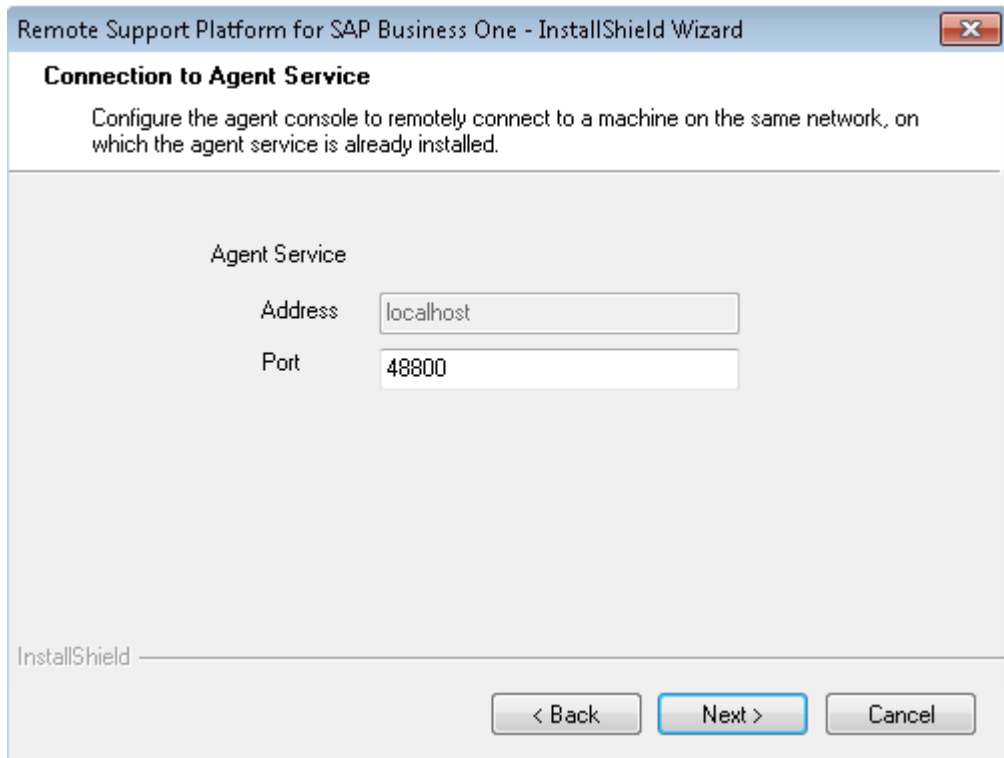 Remote Support Platform for SAP Business One - InstallShield Wizard
Connection to Agent Service
Configure the agent console to remotely connect to a machine on the same network, on
which the agent service is already installed.
Agent Service
Address localhost
Port 48800
InstallShield
< Back Next > Cancel